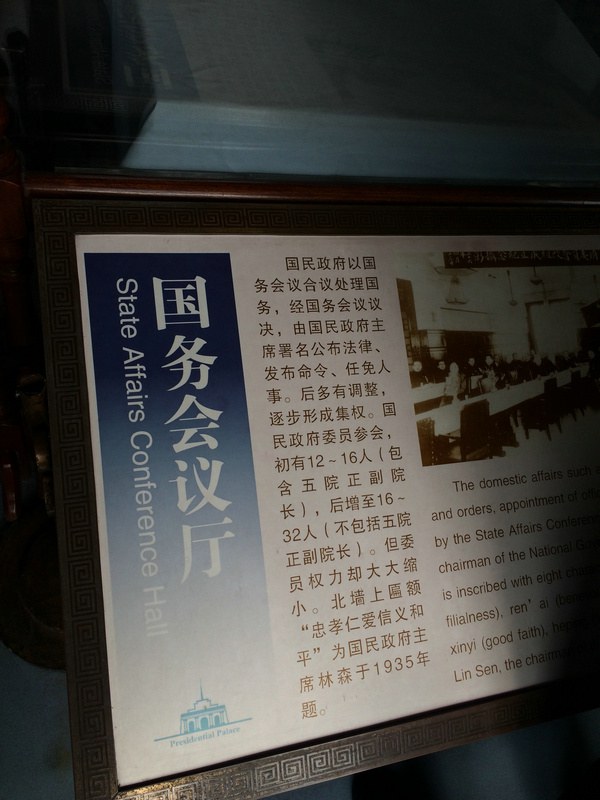 国务会议厅
State Affairs Conference Hall
国民政府以国
务会议合议处理国
务，经国务会议议
决，由国民政府主
席署名公布法律、
发布命令、任免人
事。后多有调整，
逐步形成集权。国
民政府委员参会，
初有12～16人（包
含五院正副院
长），后增至16～
32人（不包括五院
正副院长）。但委
员权力却大大缩
小。北墙上匾额
“忠孝仁爱信义和
平”为国民政府主
席林森于1935年
题。
The domestic affairs such
and orders, appointment of
by the State Affairs
chairman of the National
is inscribed with eight
filialness), ren' ai
xinyi (good faith),
Lin Sen, the
Presidential Palace